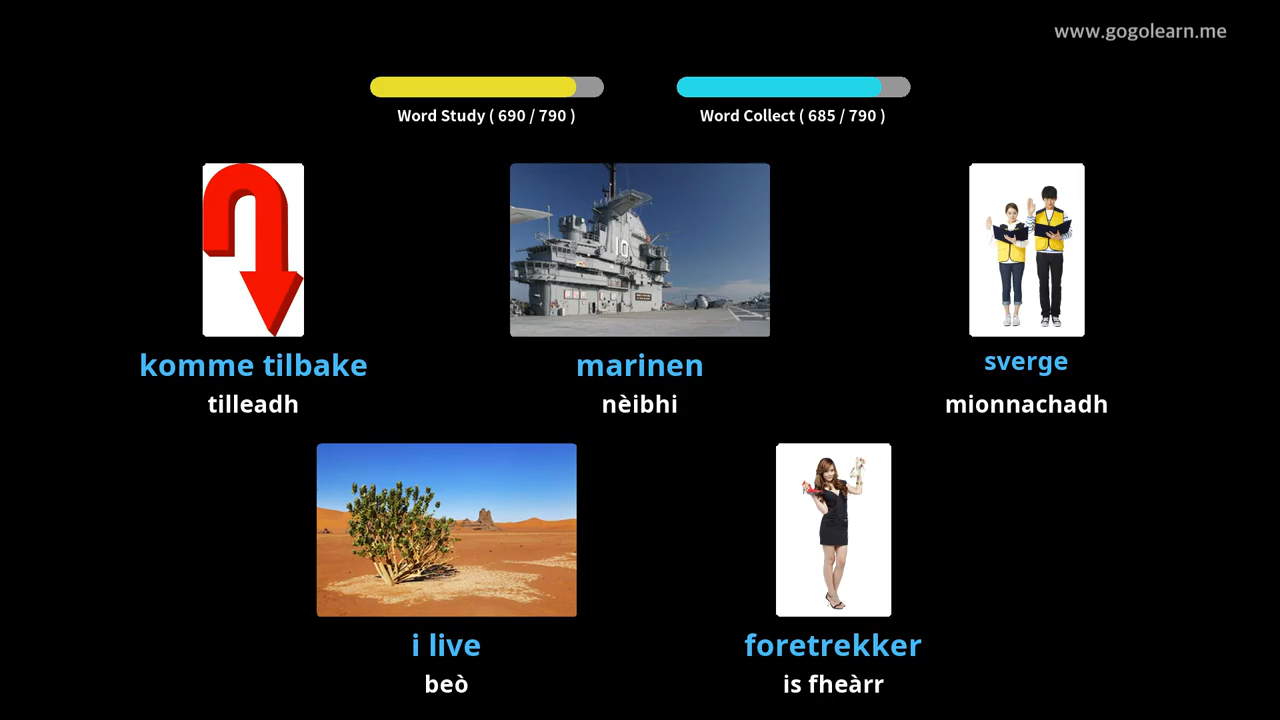 www.gogolearn.me
Word Study ( 690 / 790 )
Word Collect ( 685 / 790 )
komme tilbake
tilleadh
marinen
nèibhi
10
sverge
mionnachadh
i live
beò
foretrekker
is fheàrr